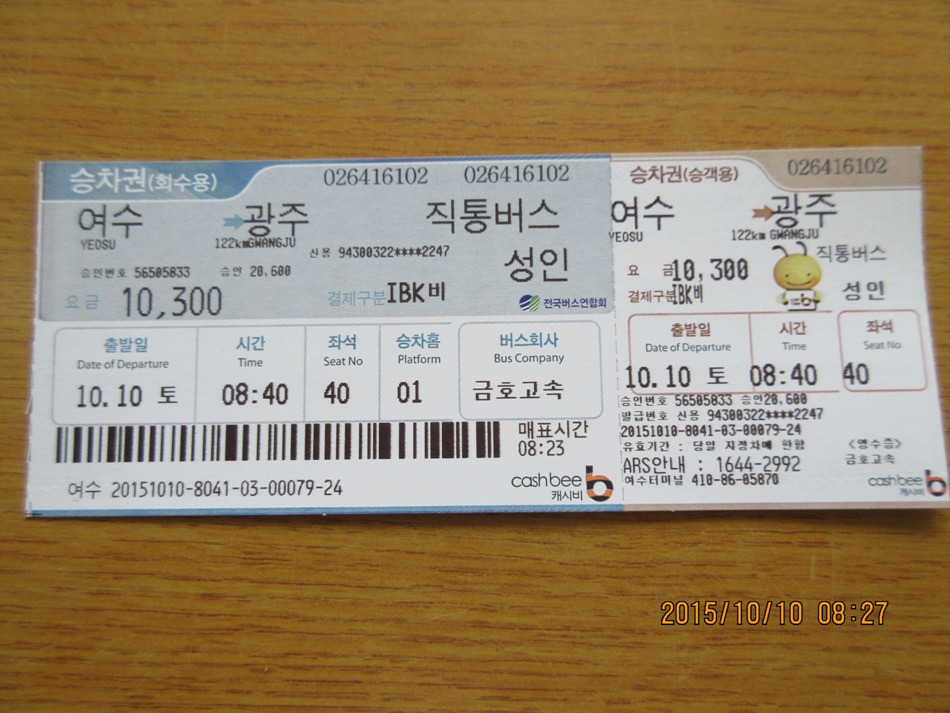 승차권(회수용) 026416102 026416102
여수 광주 직통버스
YEOSU 122km GWANGJU
신용 94300322****2247
승인번호 56505833 승인 20,600 성인
요금 10,300 결제구분 IBK비 전국버스연합회
출발일 시간 좌석 승차홈 버스회사
Date of Departure Time Seat No Platform Bus Company
10.10 토 08:40 40 01 금호고속
매표시간
08:23
여수 20151010-8041-03-00079-24
cashbee b
캐시비
승차권(승객용) 026416102
여수 광주
YEOSU 122km GWANGJU
직통버스
요 금 10,300
결제구분 IBK비 성인
출발일 시간 좌석
Date of Departure Time Seat No
10.10 토 08:40 40
승인번호 56505833 승인20,600
발급번호 신용 94300322****2247
20151010-8041-03-00079-24
유효기간 : 당일 지정차에 한함 <영수증>
ARS안내 : 1644-2992 금호고속
여수터미널 410-86-05870
cashbee b
캐시비
2015/10/10 08:27